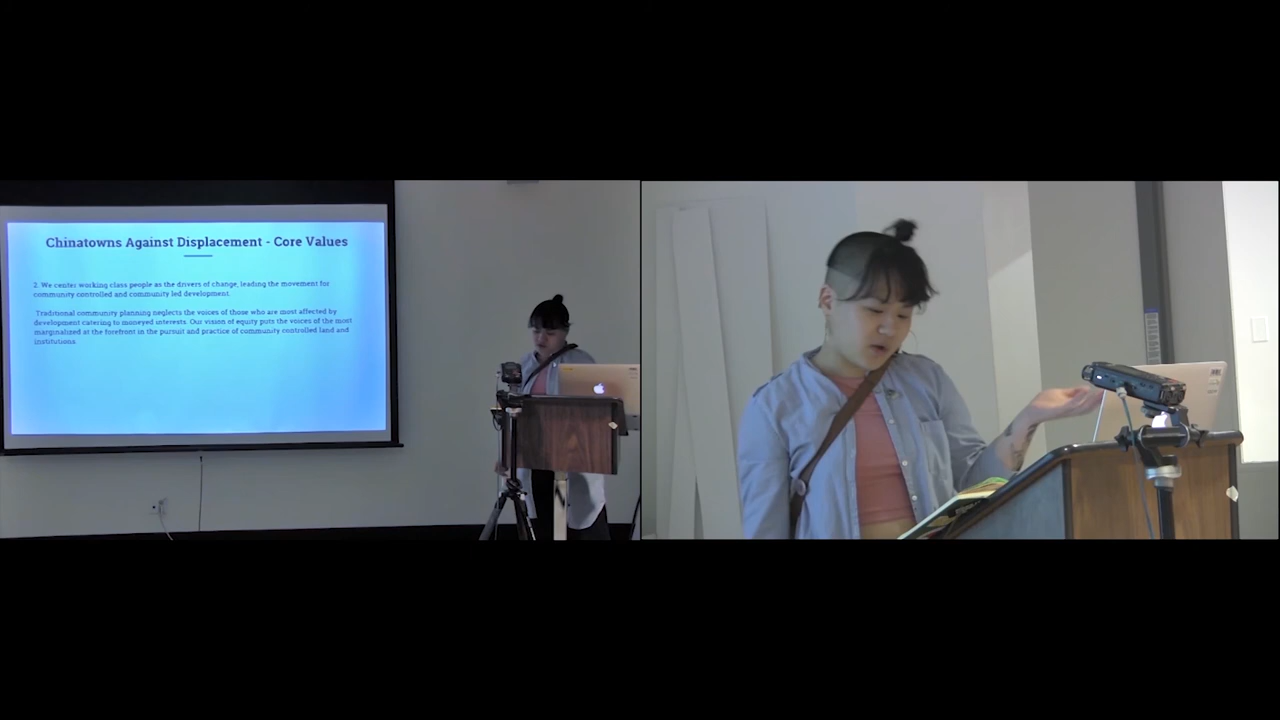 Chinatowns Against Displacement - Core Values
2. We center working class people as the drivers of change, leading the movement for
community controlled and community led development.
Traditional community planning neglects the voices of those who are most affected by
development catering to moneyed interests. Our vision of equity puts the voices of the most
marginalized at the forefront in the pursuit and practice of community controlled land and
institutions.